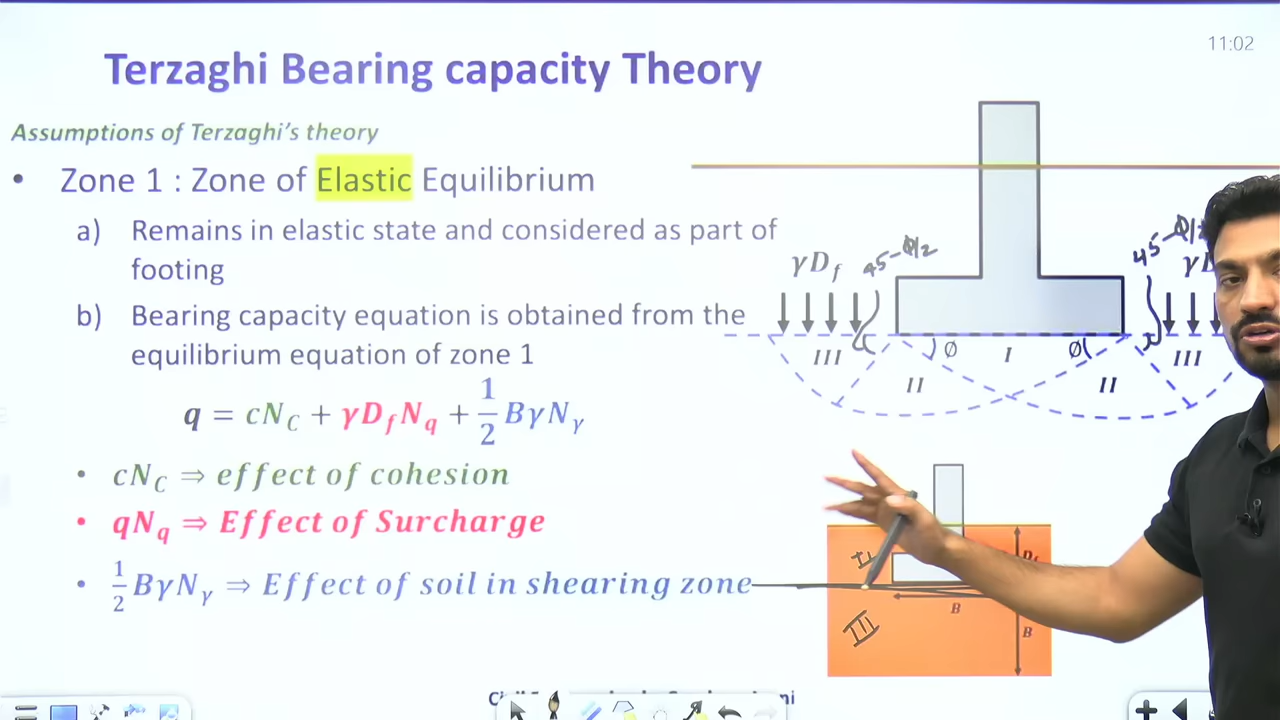 11:02
Terzaghi Bearing capacity Theory
Assumptions of Terzaghi's theory
• Zone 1 : Zone of Elastic Equilibrium
a) Remains in elastic state and considered as part of
footing
b) Bearing capacity equation is obtained from the
equilibrium equation of zone 1
q = cN_C + γD_fN_q + 1/2 BγN_γ
• cN_C ⇒ effect of cohesion
• qN_q ⇒ Effect of Surcharge
• 1/2 BγN_γ ⇒ Effect of soil in shearing zone
γD_f
45-Ø/2
45-Ø/2
III
Ø
I
Ø
III
II
II
II
D_f
B
III
B